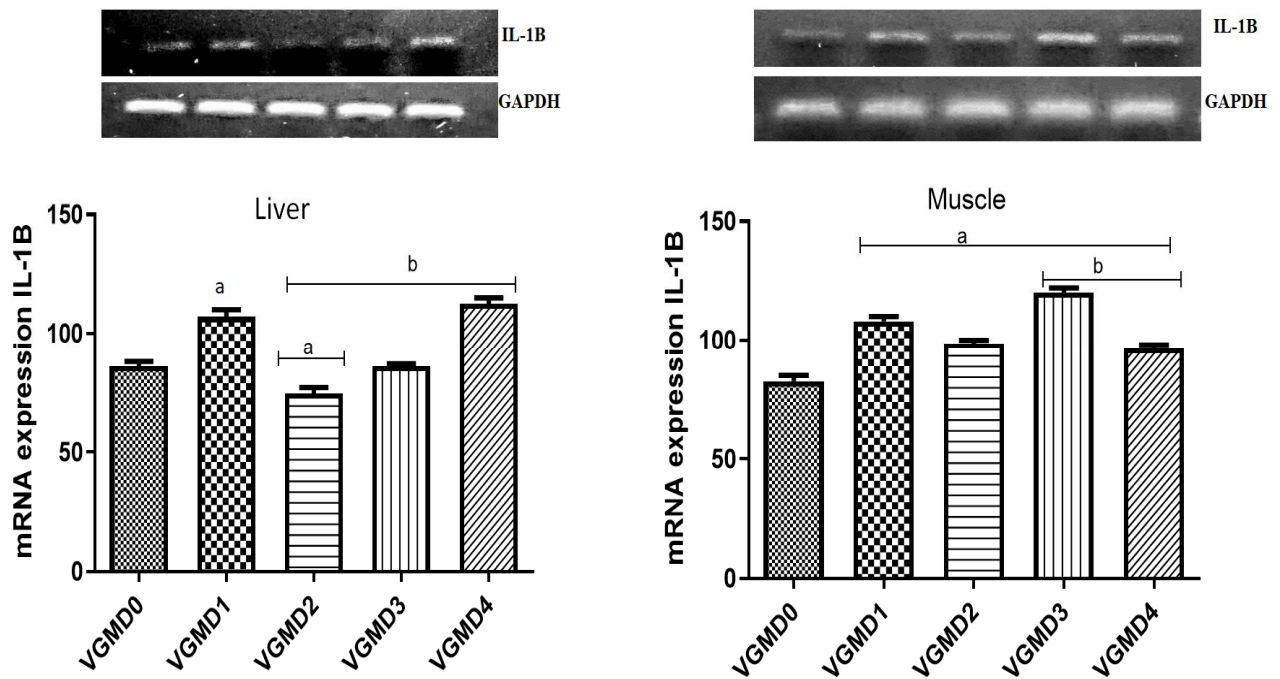 IL-1B
GAPDH
Liver
mRNA expression IL-1B
150
100
50
0
a
a
b
VGMD0
VGMD1
VGMD2
VGMD3
VGMD4
IL-1B
GAPDH
Muscle
mRNA expression IL-1B
150
100
50
0
a
b
VGMD0
VGMD1
VGMD2
VGMD3
VGMD4